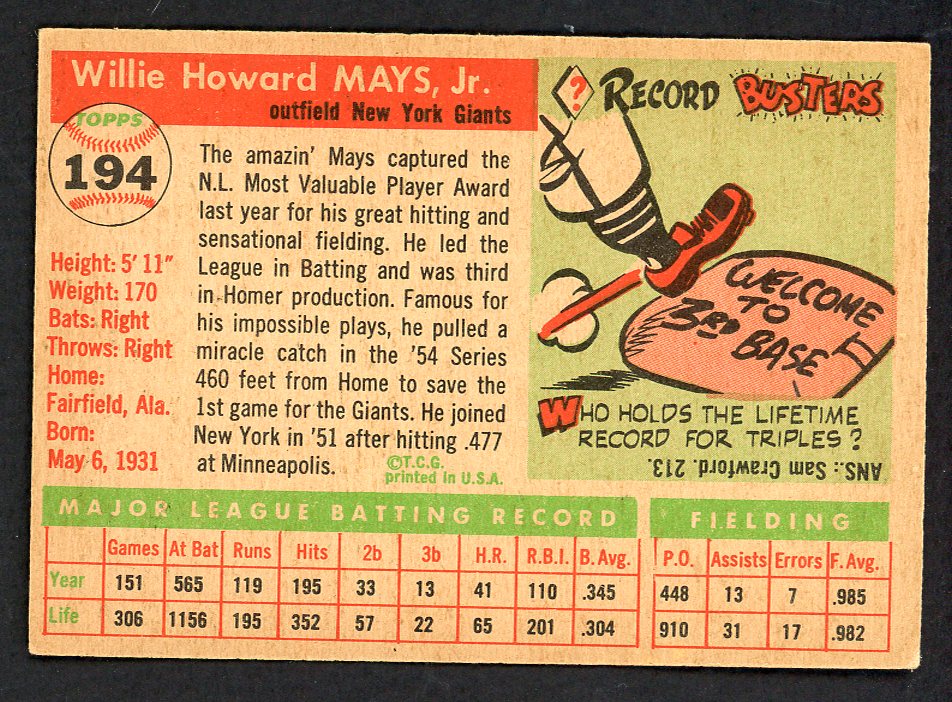 Willie Howard MAYS, Jr.
outfield New York Giants
TOPPS
194
Height: 5' 11"
Weight: 170
Bats: Right
Throws: Right
Home:
Fairfield, Ala.
Born:
May 6, 1931
The amazin' Mays captured the
N.L. Most Valuable Player Award
last year for his great hitting and
sensational fielding. He led the
League in Batting and was third
in Homer production. Famous for
his impossible plays, he pulled a
miracle catch in the '54 Series
460 feet from Home to save the
1st game for the Giants. He joined
New York in '51 after hitting .477
at Minneapolis.
©T.C.G.
printed in U.S.A.
? RECORD BUSTERS
WELCOME
TO
3RD BASE
WHO HOLDS THE LIFETIME
RECORD FOR TRIPLES?
ANS.: Sam Crawford. 213.
MAJOR LEAGUE BATTING RECORD FIELDING
Games At Bat Runs Hits 2b 3b H.R. R.B.I. B. Avg. P.O. Assists Errors F. Avg.
Year 151 565 119 195 33 13 41 110 .345 448 13 7 .985
Life 306 1156 195 352 57 22 65 201 .304 910 31 17 .982